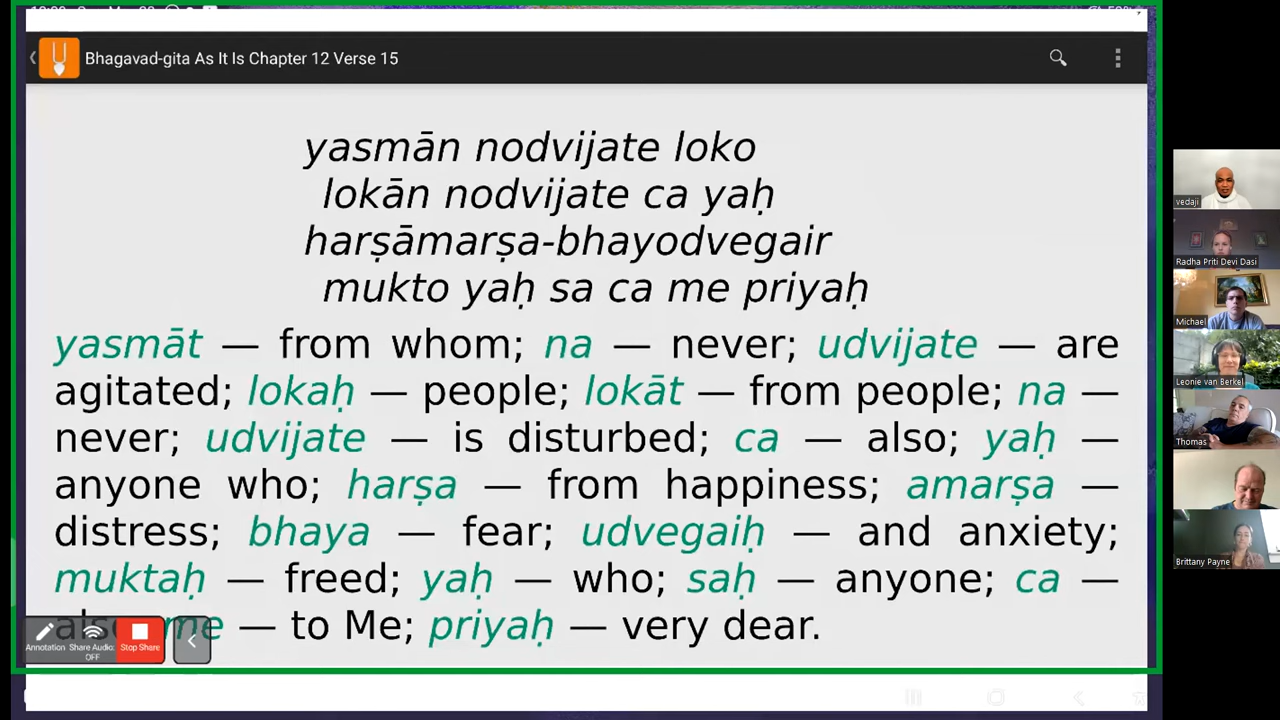 Bhagavad-gita As It Is Chapter 12 Verse 15
yasmān nodvijate loko
lokān nodvijate ca yaḥ
harṣāmarṣa-bhayodvegair
mukto yaḥ sa ca me priyaḥ
yasmāt — from whom; na — never; udvijate — are
agitated; lokaḥ — people; lokāt — from people; na —
never; udvijate — is disturbed; ca — also; yaḥ —
anyone who; harṣa — from happiness; amarṣa —
distress; bhaya — fear; udvegaiḥ — and anxiety;
muktaḥ — freed; yaḥ — who; saḥ — anyone; ca —
me — to Me; priyaḥ — very dear.
Annotation
Share Audio: OFF
Stop Share
vedaji
Radha Priti Devi Dasi
Michael
Leonie van Berkel
Thomas
Brittany Payne